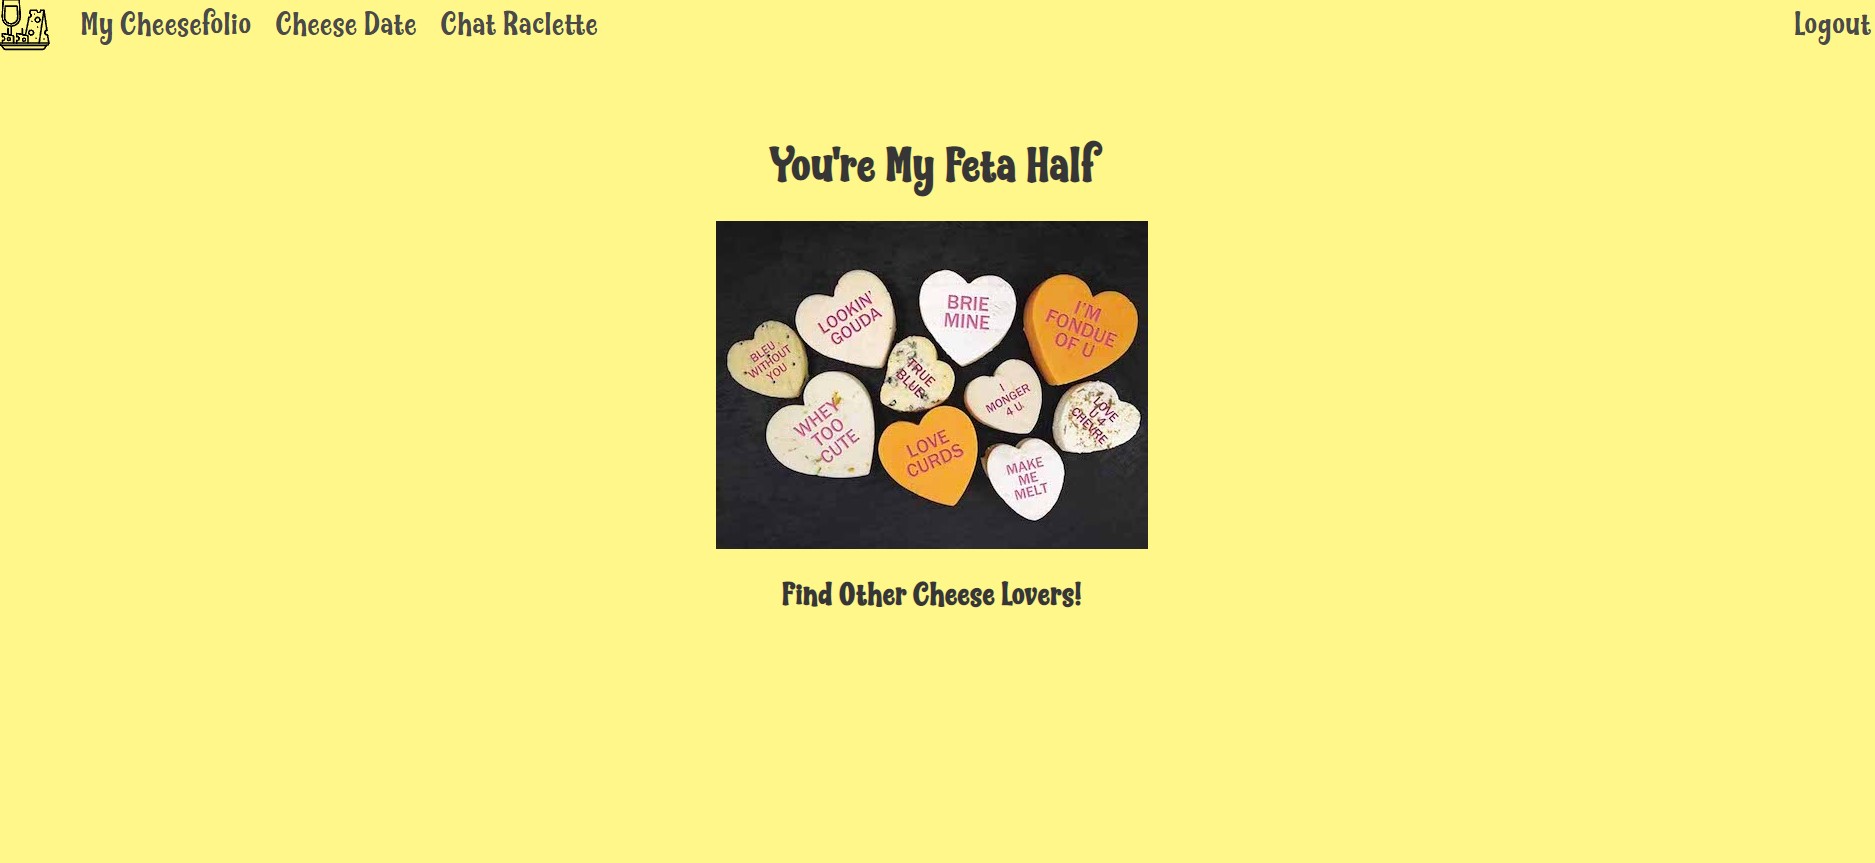 My Cheesefolio Cheese Date Chat Raclette Logout
You're My Feta Half
LOOKIN'
GOUDA
BRIE
MINE
I'M
FONDUE
OF U
BLEU
WITHOUT
YOU
TRUE
BLUE
I
MONGER
4 U
LOVE
U 4
CHEVRE
WHEY
TOO
CUTE
LOVE
CURDS
MAKE
ME
MELT
Find Other Cheese Lovers!